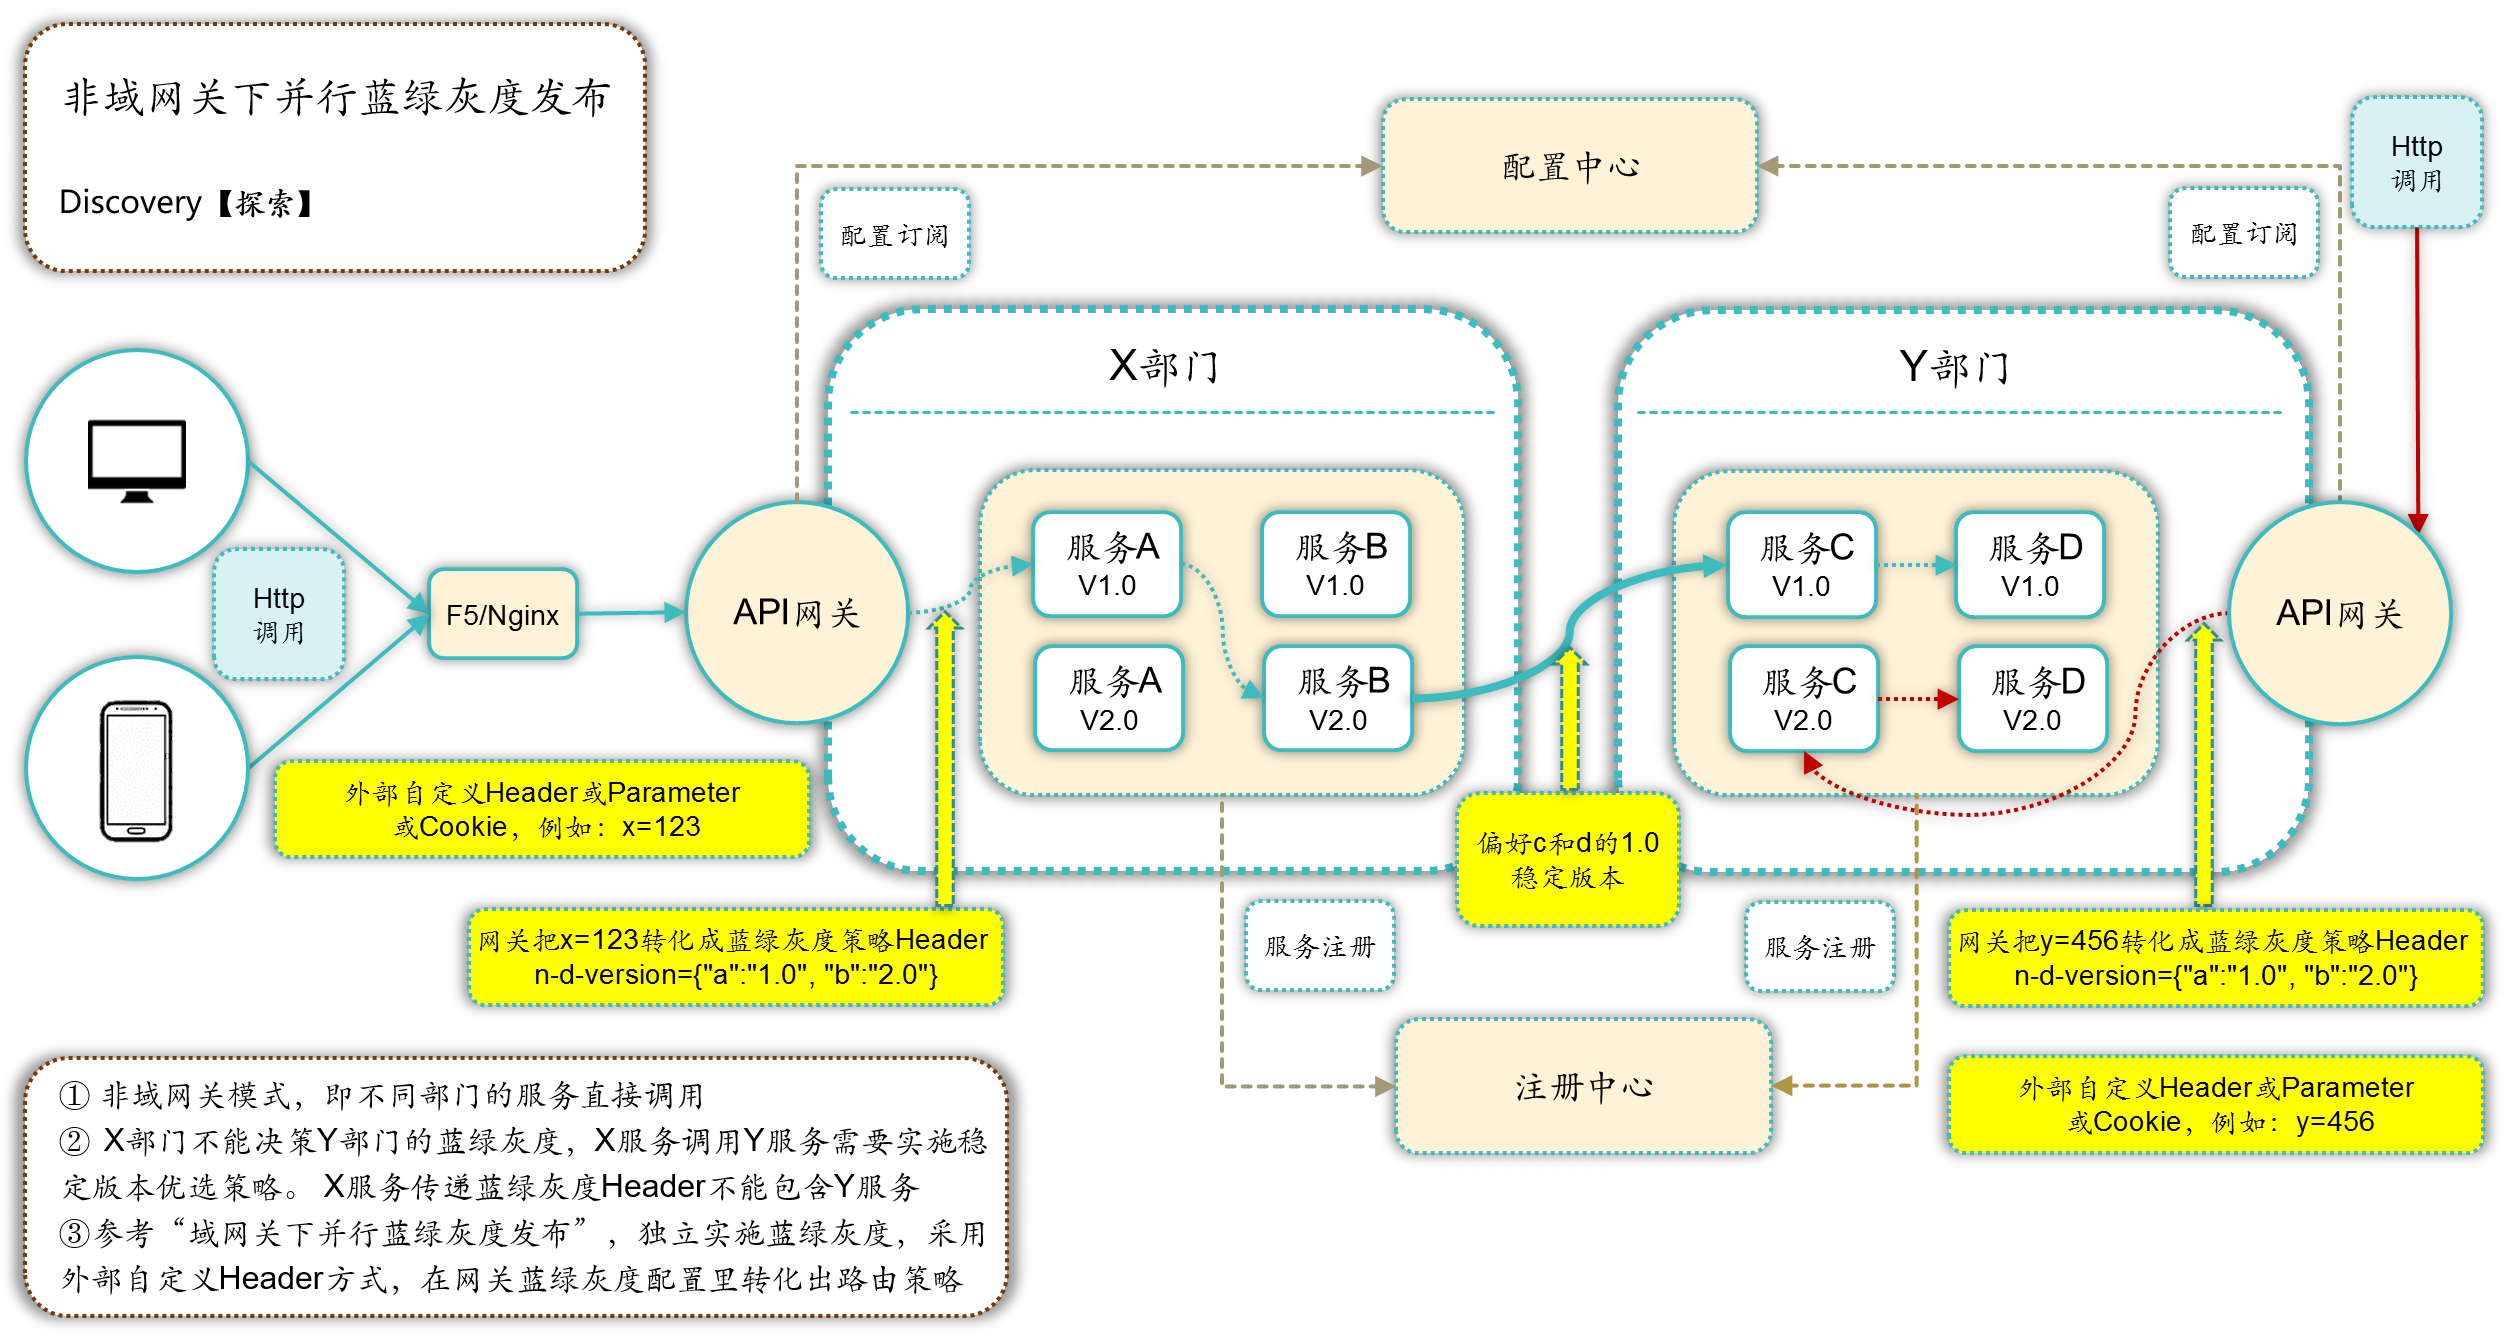 非域网关下并行蓝绿灰度发布
Discovery【探索】
配置中心
Http
调用
配置订阅
配置订阅
X部门
Y部门
服务A
V1.0
服务B
V1.0
服务C
V1.0
服务D
V1.0
Http
调用
F5/Nginx
API网关
API网关
服务A
V2.0
服务B
V2.0
服务C
V2.0
服务D
V2.0
外部自定义Header或Parameter
或Cookie，例如：x=123
偏好c和d的1.0
稳定版本
网关把x=123转化成蓝绿灰度策略Header
n-d-version={"a":"1.0", "b":"2.0"}
服务注册
服务注册
网关把y=456转化成蓝绿灰度策略Header
n-d-version={"a":"1.0", "b":"2.0"}
注册中心
外部自定义Header或Parameter
或Cookie，例如：y=456
① 非域网关模式，即不同部门的服务直接调用
② X部门不能决策Y部门的蓝绿灰度，X服务调用Y服务需要实施稳
定版本优选策略。 X服务传递蓝绿灰度Header不能包含Y服务
③参考“域网关下并行蓝绿灰度发布”，独立实施蓝绿灰度，采用
外部自定义Header方式，在网关蓝绿灰度配置里转化出路由策略